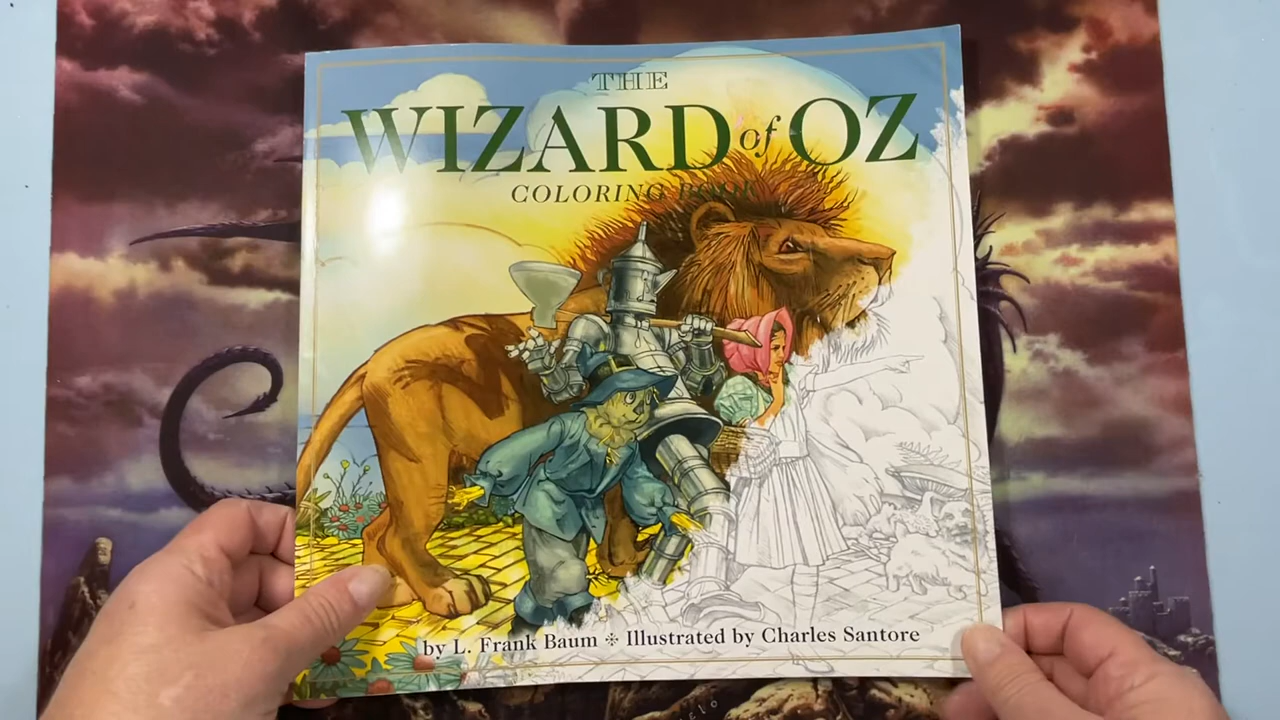 THE
WIZARD of OZ
COLORING BOOK
by L. Frank Baum ❉ Illustrated by Charles Santore